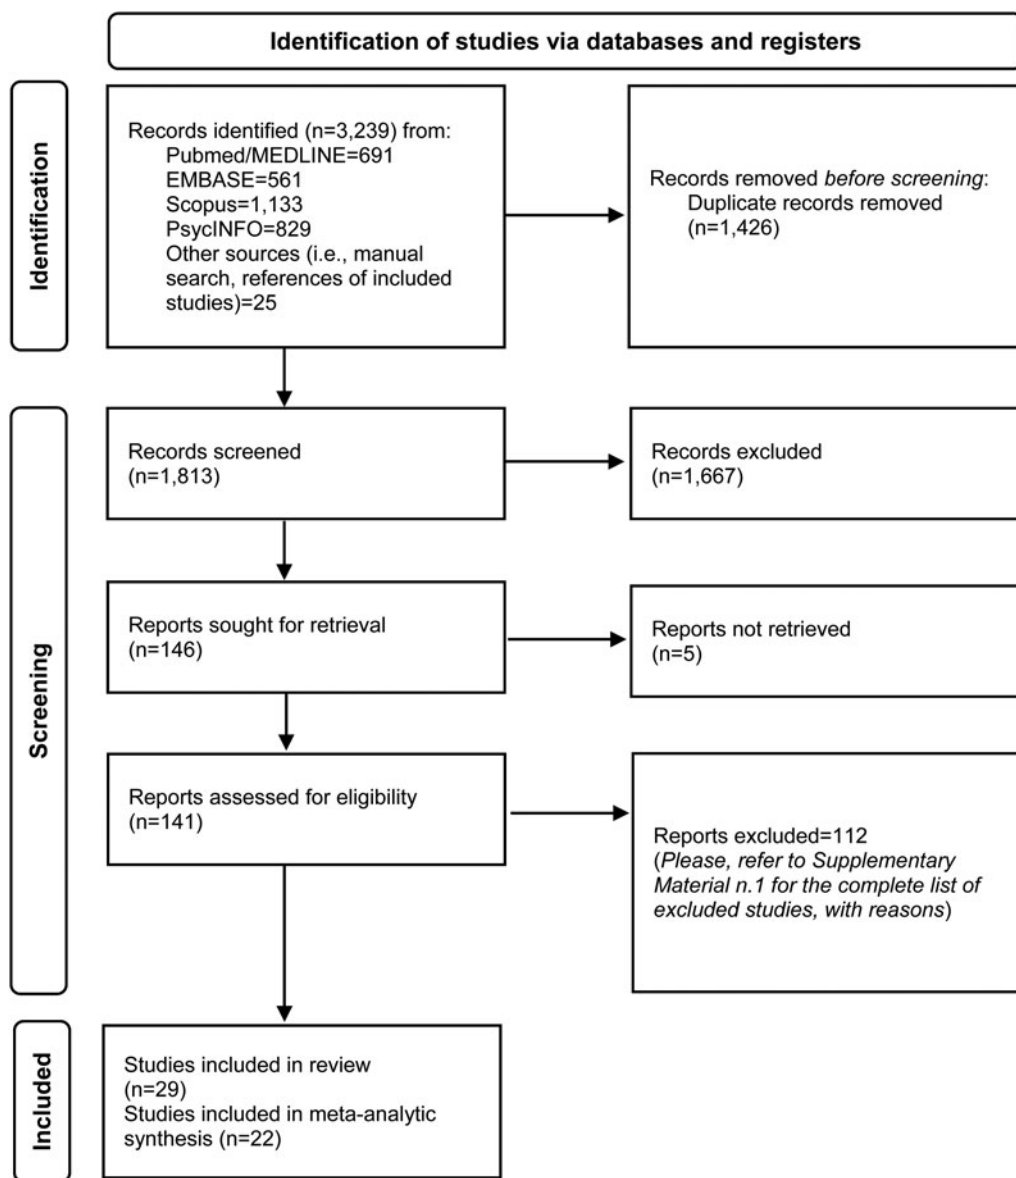 Identification of studies via databases and registers
Identification
Records identified (n=3,239) from:
Pubmed/MEDLINE=691
EMBASE=561
Scopus=1,133
PsycINFO=829
Other sources (i.e., manual
search, references of included
studies)=25
Records removed before screening:
Duplicate records removed
(n=1,426)
Screening
Records screened
(n=1,813)
Records excluded
(n=1,667)
Reports sought for retrieval
(n=146)
Reports not retrieved
(n=5)
Reports assessed for eligibility
(n=141)
Reports excluded=112
(Please, refer to Supplementary
Material n.1 for the complete list of
excluded studies, with reasons)
Included
Studies included in review
(n=29)
Studies included in meta-analytic
synthesis (n=22)